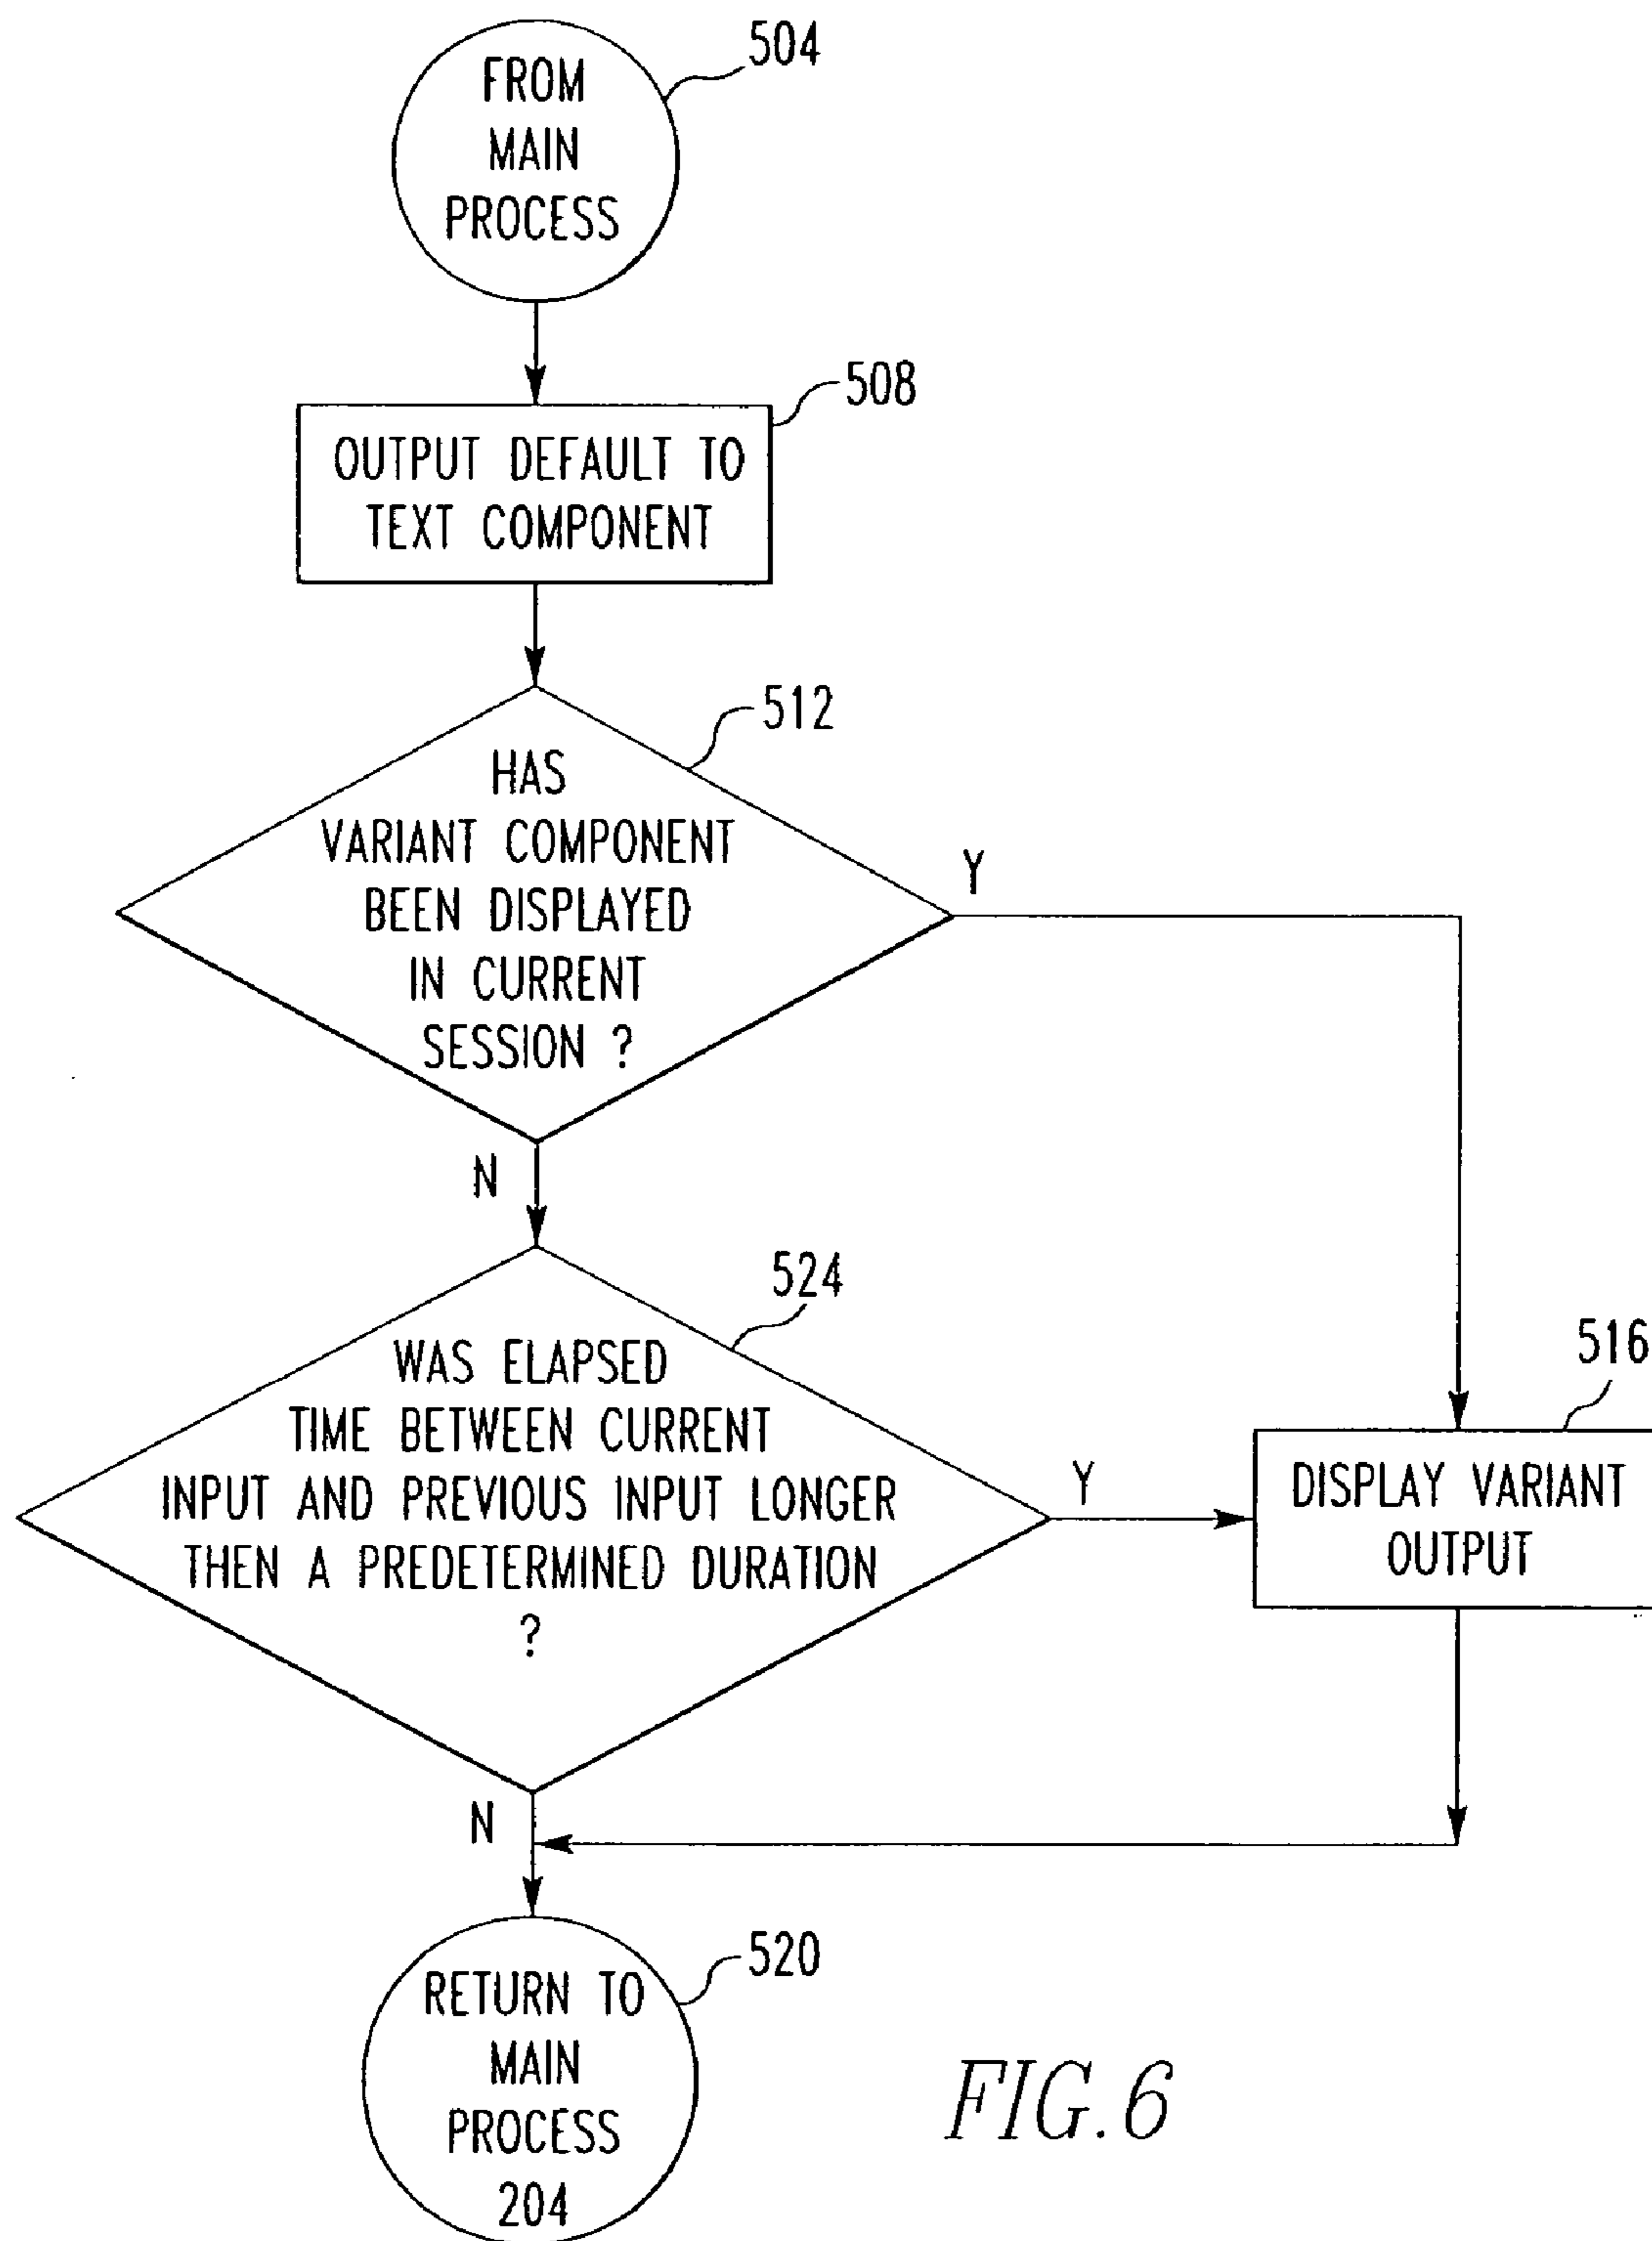 504
FROM
MAIN
PROCESS
508
OUTPUT DEFAULT TO
TEXT COMPONENT
512
HAS
VARIANT COMPONENT
BEEN DISPLAYED
IN CURRENT
SESSION ?
Y
N
524
WAS ELAPSED
TIME BETWEEN CURRENT
INPUT AND PREVIOUS INPUT LONGER
THEN A PREDETERMINED DURATION
?
Y
516
DISPLAY VARIANT
OUTPUT
N
520
RETURN TO
MAIN
PROCESS
204
FIG.6